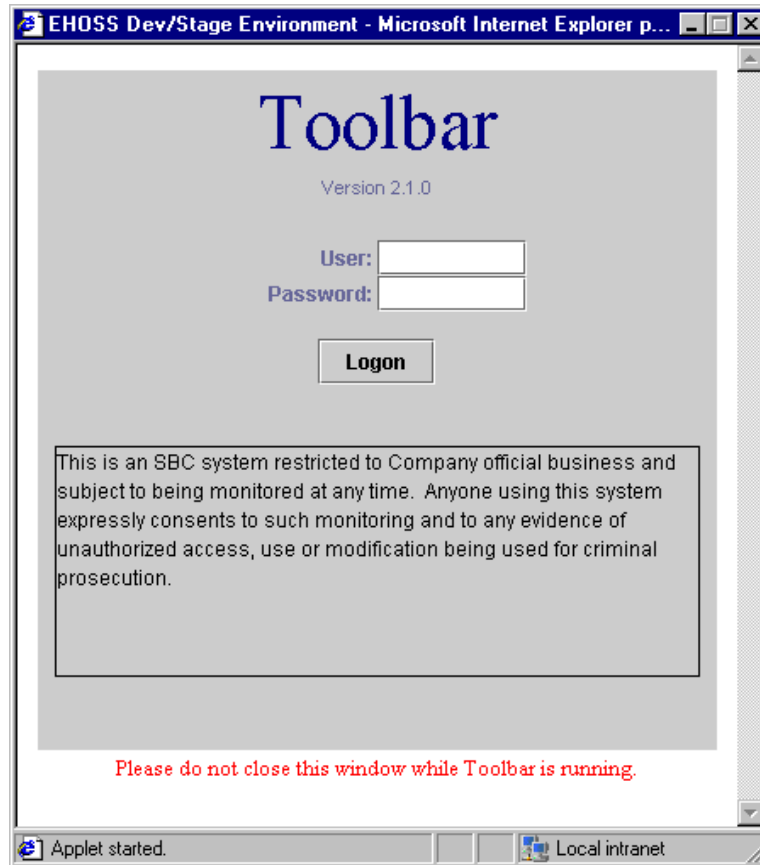 EHOSS Dev/Stage Environment - Microsoft Internet Explorer p...
Toolbar
Version 2.1.0
User:
Password:
Logon
This is an SBC system restricted to Company official business and
subject to being monitored at any time.  Anyone using this system
expressly consents to such monitoring and to any evidence of
unauthorized access, use or modification being used for criminal
prosecution.
Please do not close this window while Toolbar is running.
Applet started.
Local intranet